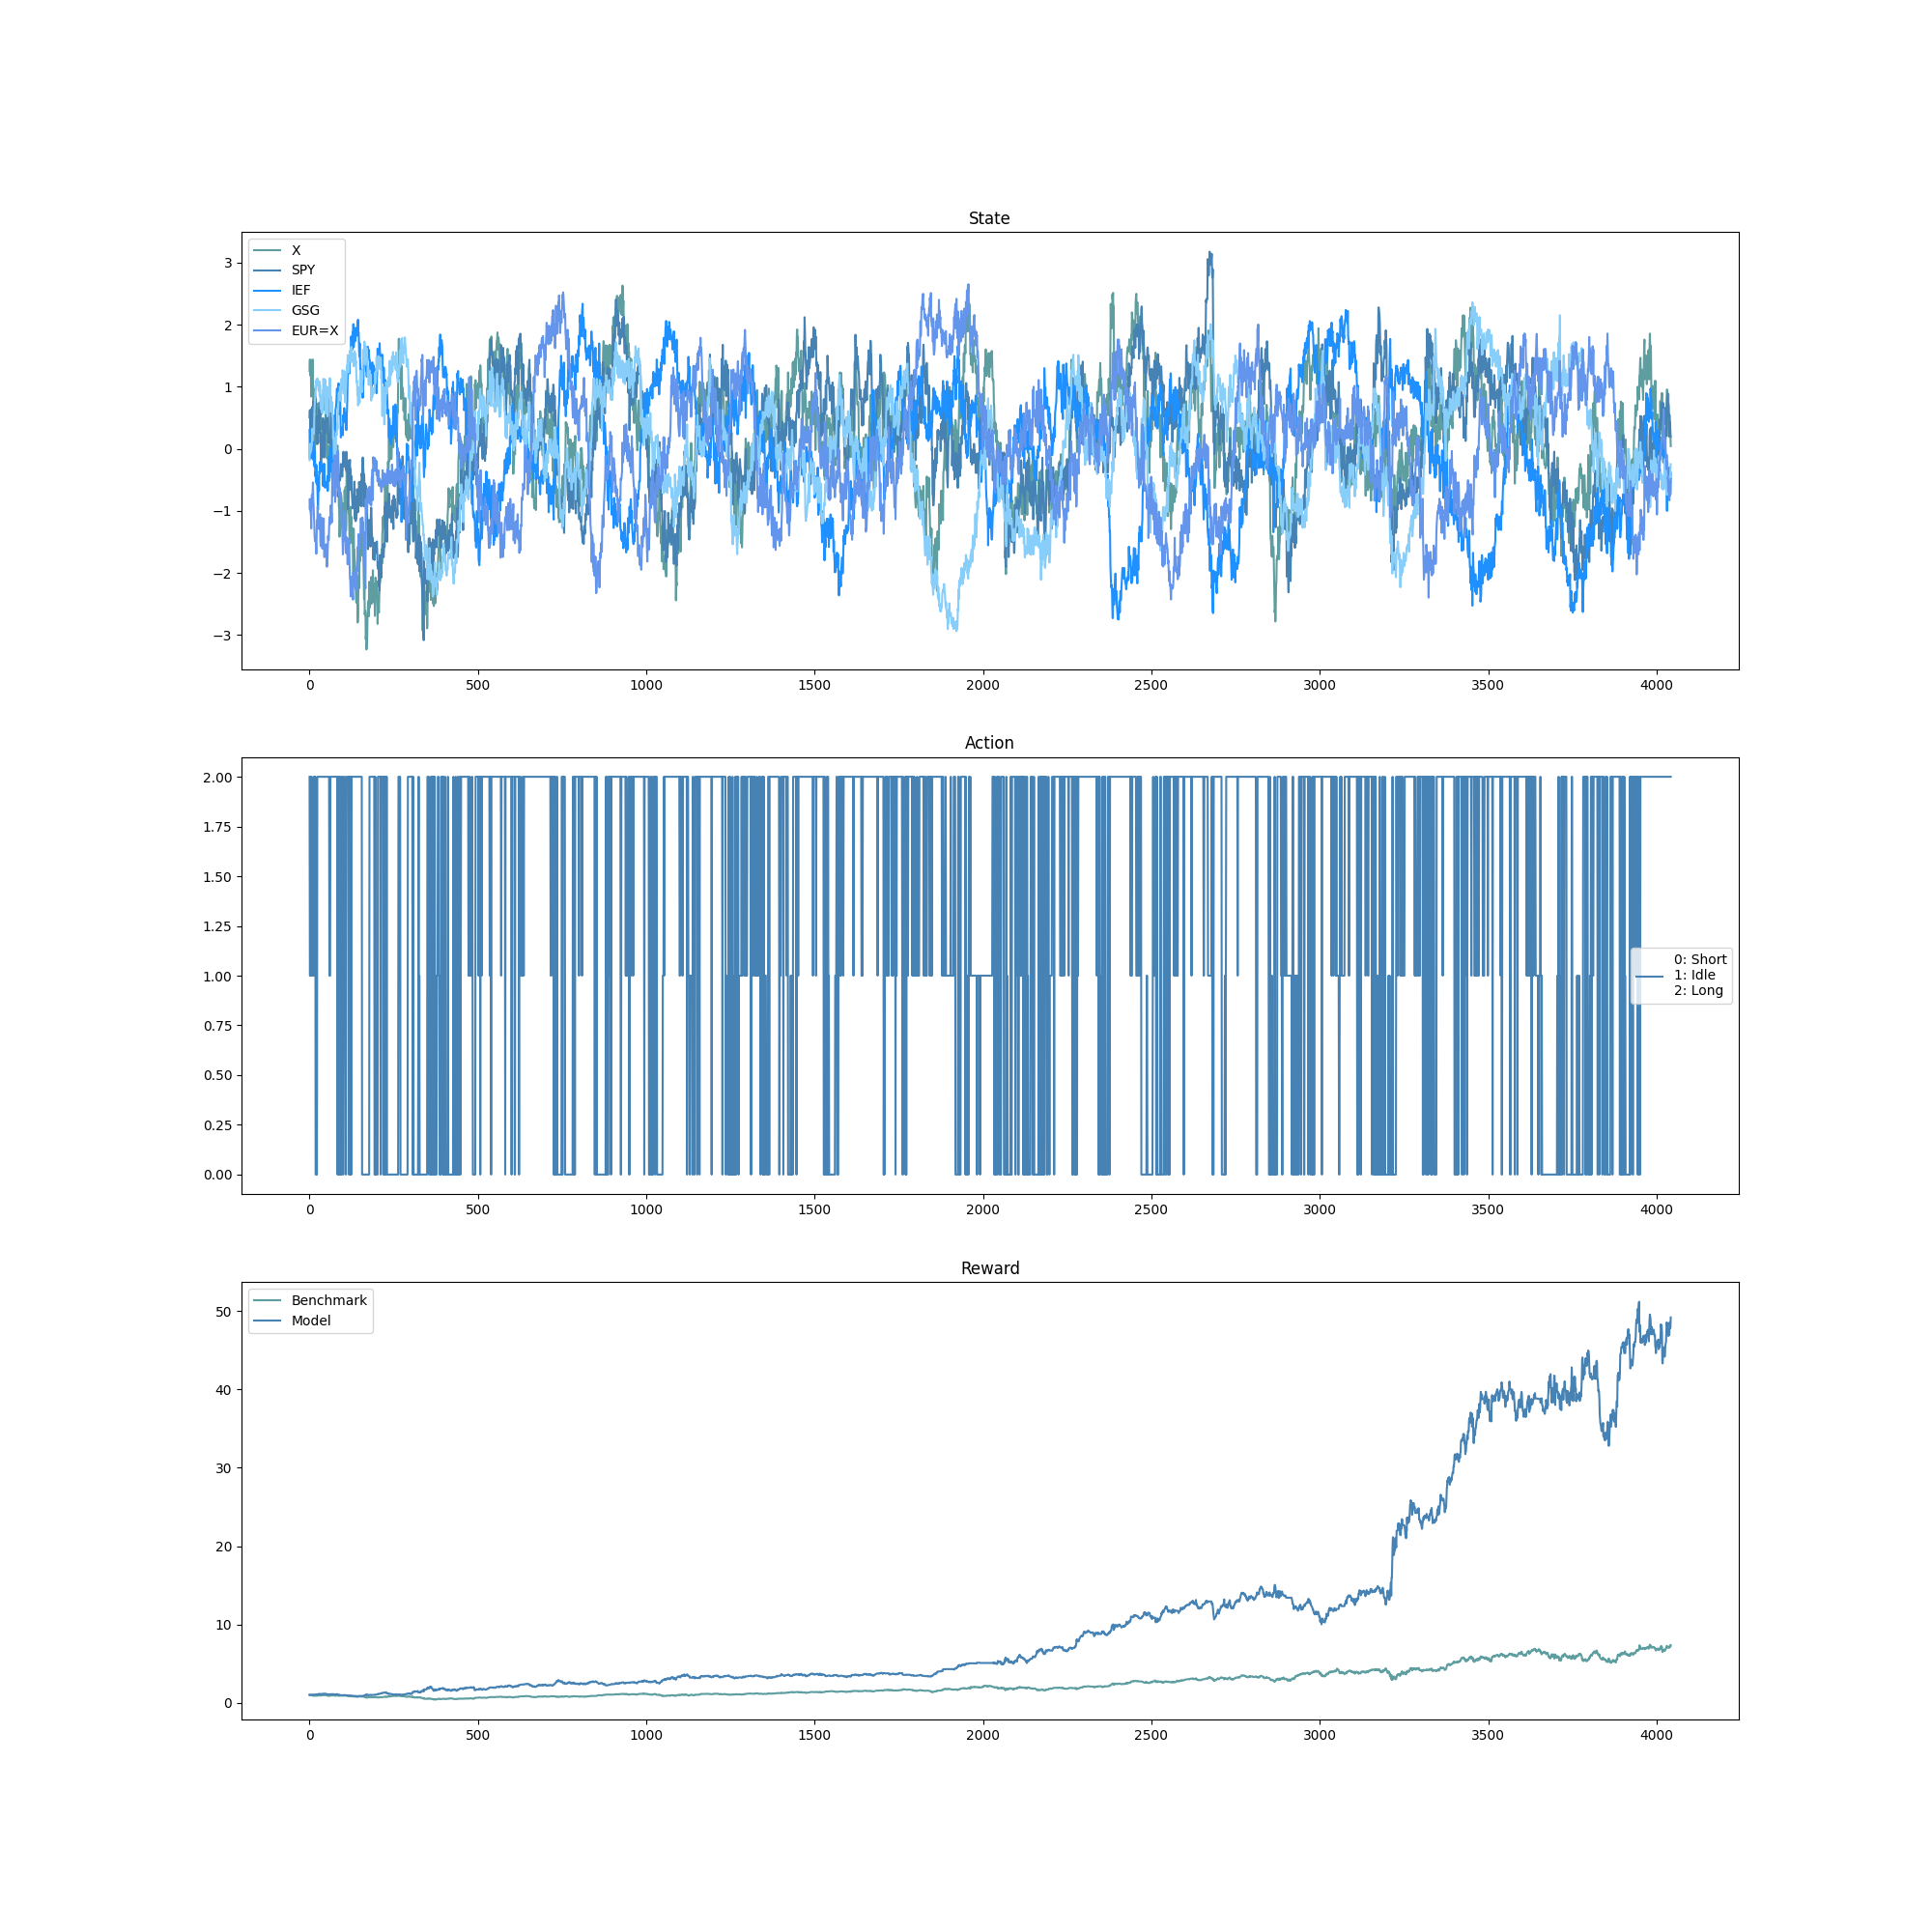 State
X
SPY
IEF
GSG
EUR=X
3
2
1
0
−1
−2
−3
0 500 1000 1500 2000 2500 3000 3500 4000
Action
2.00
1.75
1.50
1.25
1.00
0.75
0.50
0.25
0.00
0: Short
1: Idle
2: Long
0 500 1000 1500 2000 2500 3000 3500 4000
Reward
Benchmark
Model
50
40
30
20
10
0
0 500 1000 1500 2000 2500 3000 3500 4000